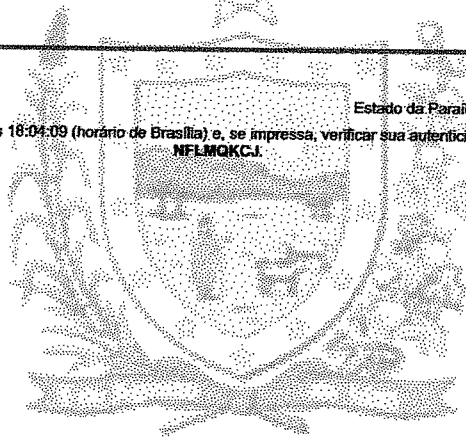 Estado da Paraí
s 18:04:09 (horário de Brasília) e, se impressa, verificar sua autentici
NFLMQKCJ.